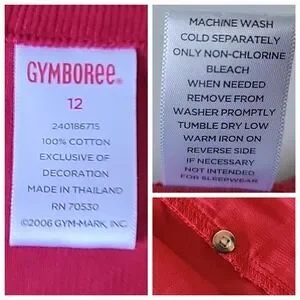 GYMBOREE®
12
240186715
100% COTTON
EXCLUSIVE OF
DECORATION
MADE IN THAILAND
RN 70530
©2006 GYM-MARK, INC.
MACHINE WASH
COLD SEPARATELY
ONLY NON-CHLORINE
BLEACH
WHEN NEEDED
REMOVE FROM
WASHER PROMPTLY
TUMBLE DRY LOW
WARM IRON ON
REVERSE SIDE
IF NECESSARY
NOT INTENDED
FOR SLEEPWEAR